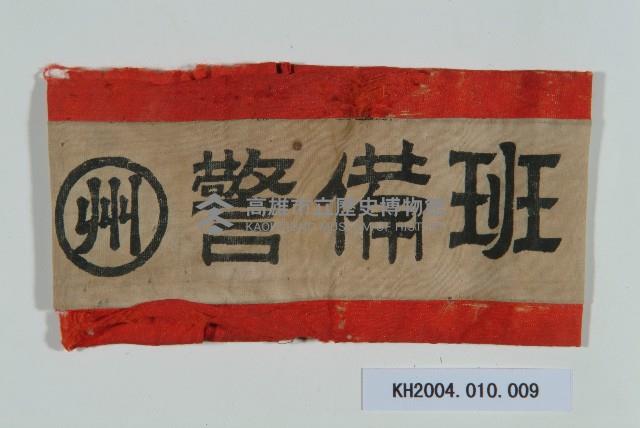 州 警備班
高雄市立歷史博物館
KAOHSIUNG MUSEUM OF HISTORY
KH2004.010.009